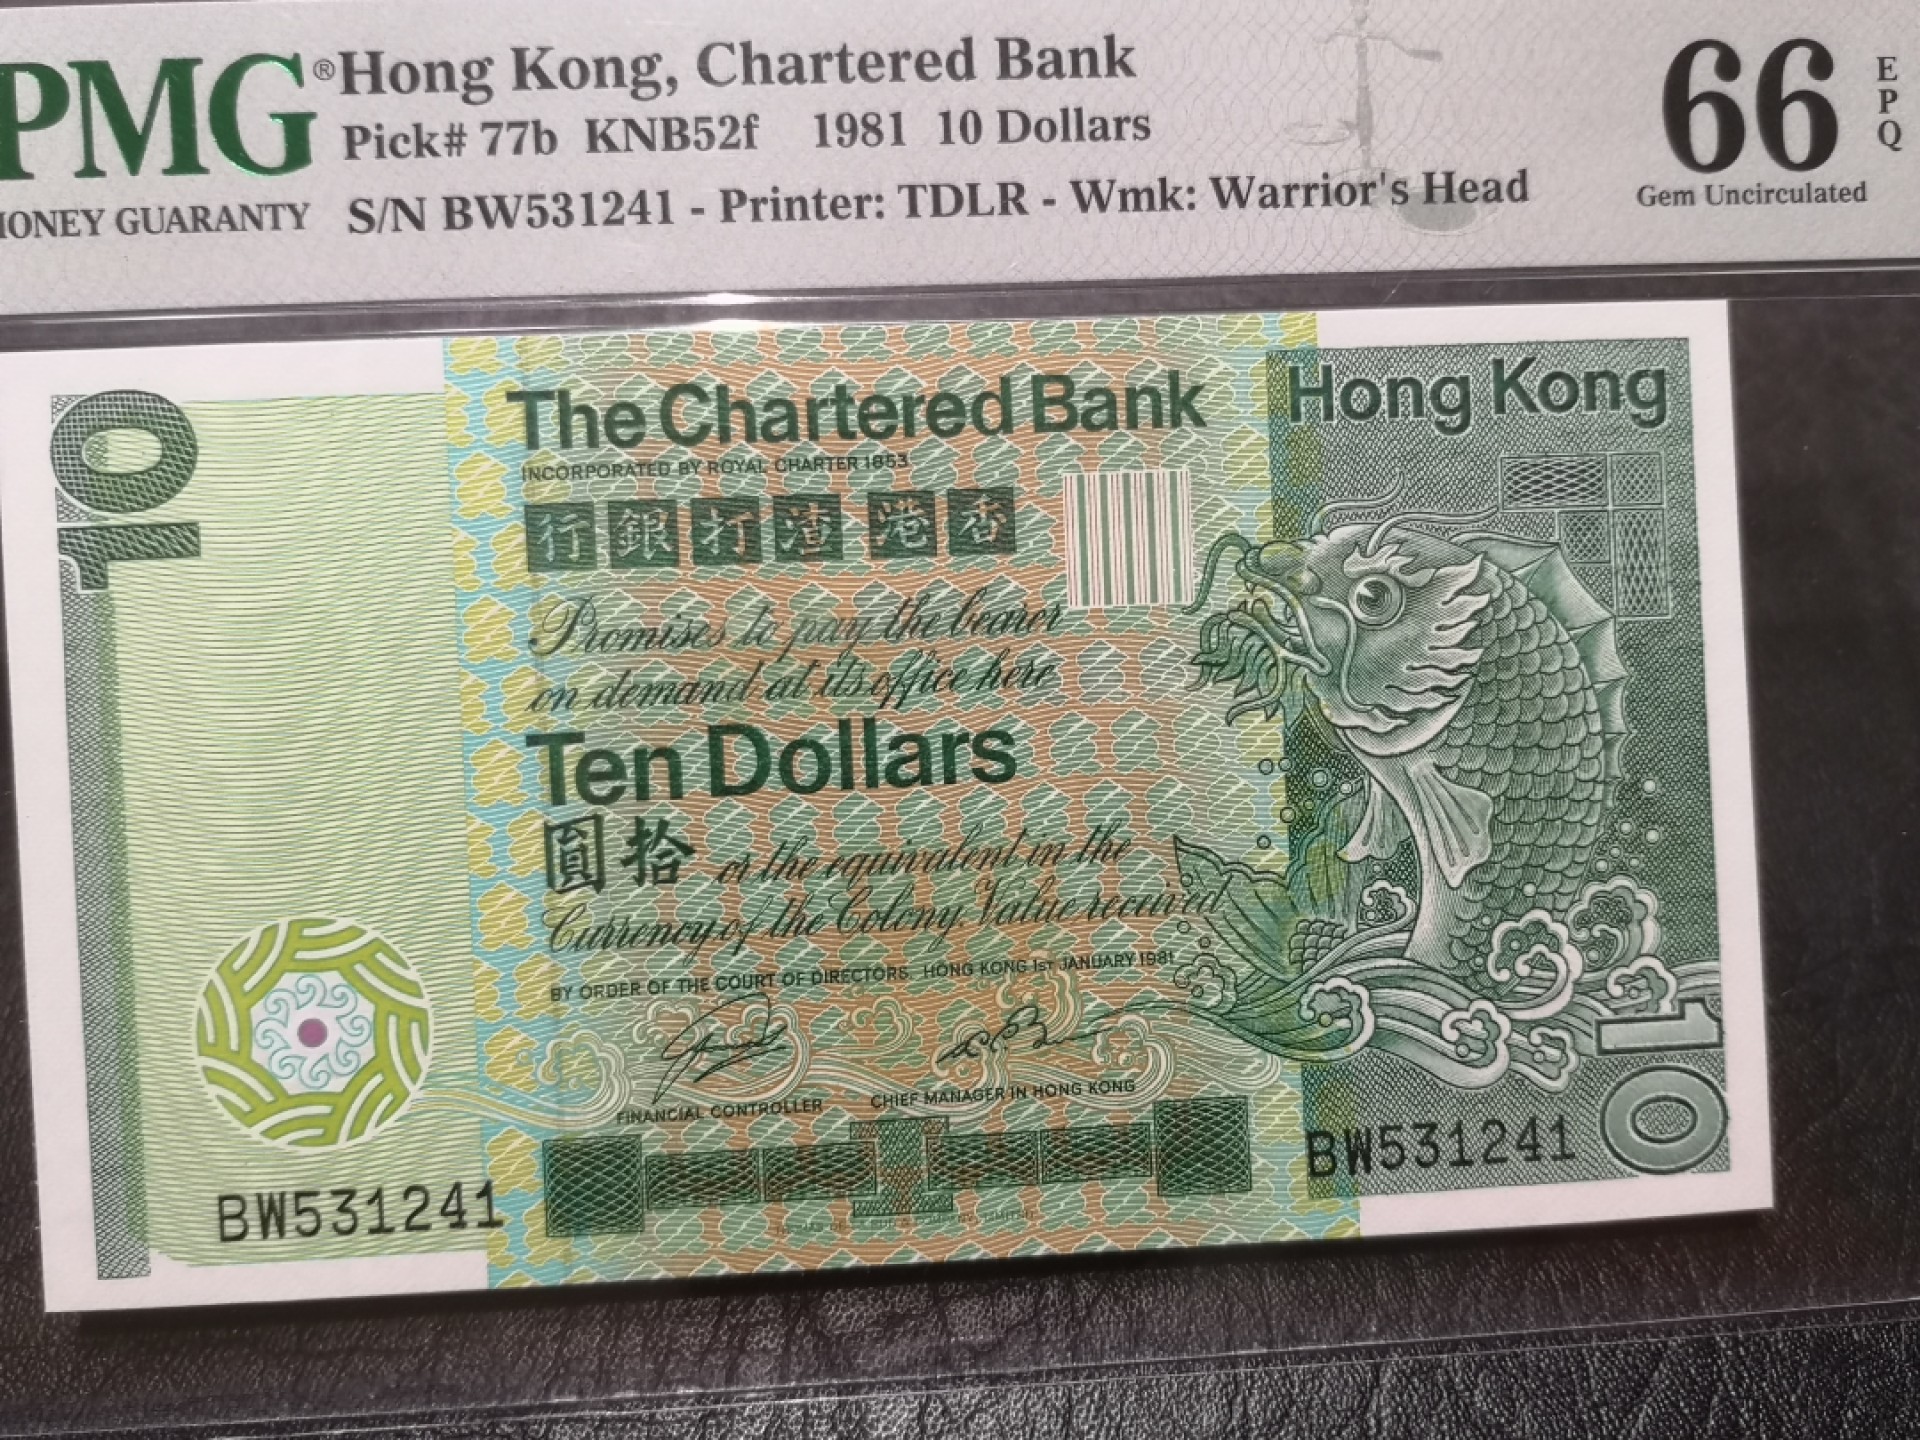 PMG® Hong Kong, Chartered Bank
Pick# 77b KNB52f 1981 10 Dollars
MONEY GUARANTY S/N BW531241 - Printer: TDLR - Wmk: Warrior's Head
66 EPQ
Gem Uncirculated
10
The Chartered Bank
Hong Kong
INCORPORATED BY ROYAL CHARTER 1853
行銀打渣 港香
Promises to pay the bearer
on demand at its office here
Ten Dollars
圓拾 or the equivalent in the
Currency of the Colony. Value received
BY ORDER OF THE COURT OF DIRECTORS. HONG KONG 1ST JANUARY 1981
FINANCIAL CONTROLLER
CHIEF MANAGER IN HONG KONG
10
BW531241
BW531241